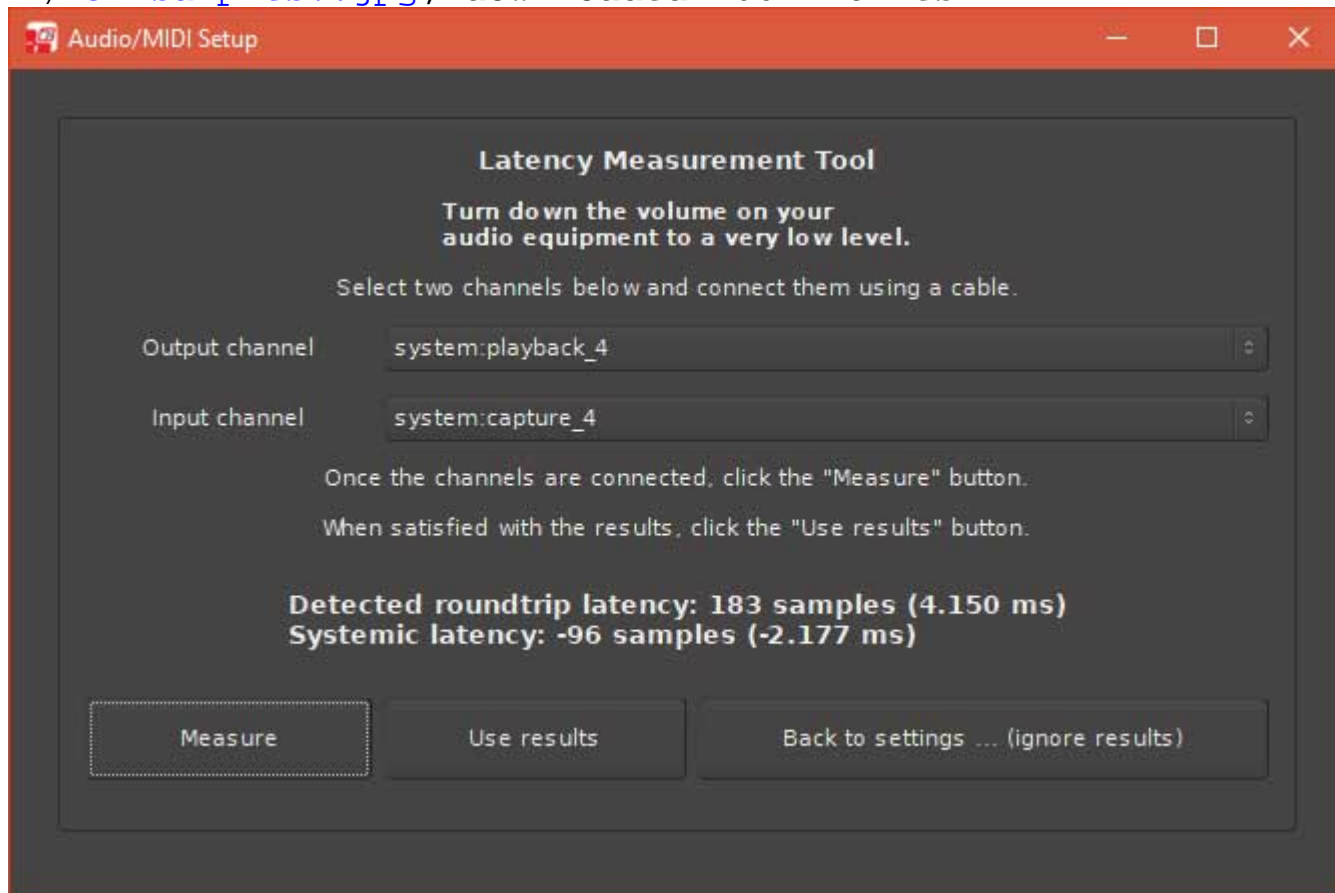 Audio/MIDI Setup
Latency Measurement Tool
Turn down the volume on your
audio equipment to a very low level.
Select two channels below and connect them using a cable.
Output channel system:playback_4
Input channel system:capture_4
Once the channels are connected, click the "Measure" button.
When satisfied with the results, click the "Use results" button.
Detected roundtrip latency: 183 samples (4.150 ms)
Systemic latency: -96 samples (-2.177 ms)
Measure Use results Back to settings ... (ignore results)